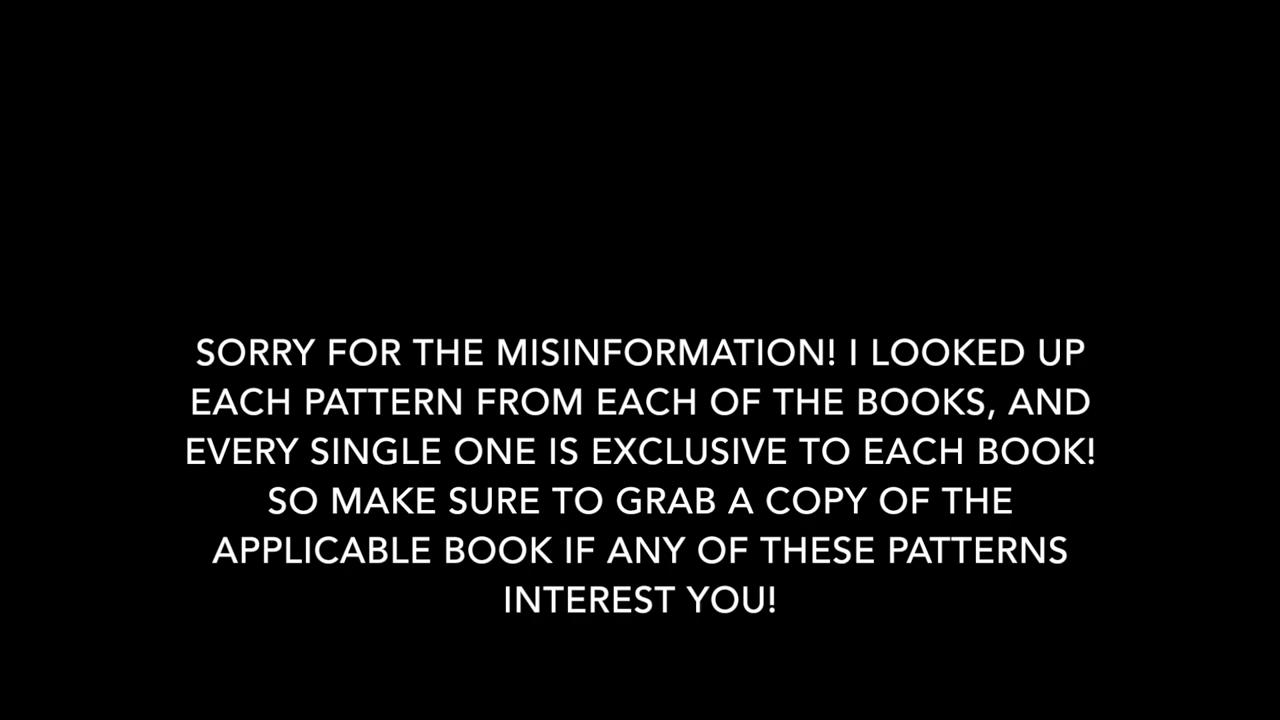 SORRY FOR THE MISINFORMATION! I LOOKED UP
EACH PATTERN FROM EACH OF THE BOOKS, AND
EVERY SINGLE ONE IS EXCLUSIVE TO EACH BOOK!
SO MAKE SURE TO GRAB A COPY OF THE
APPLICABLE BOOK IF ANY OF THESE PATTERNS
INTEREST YOU!